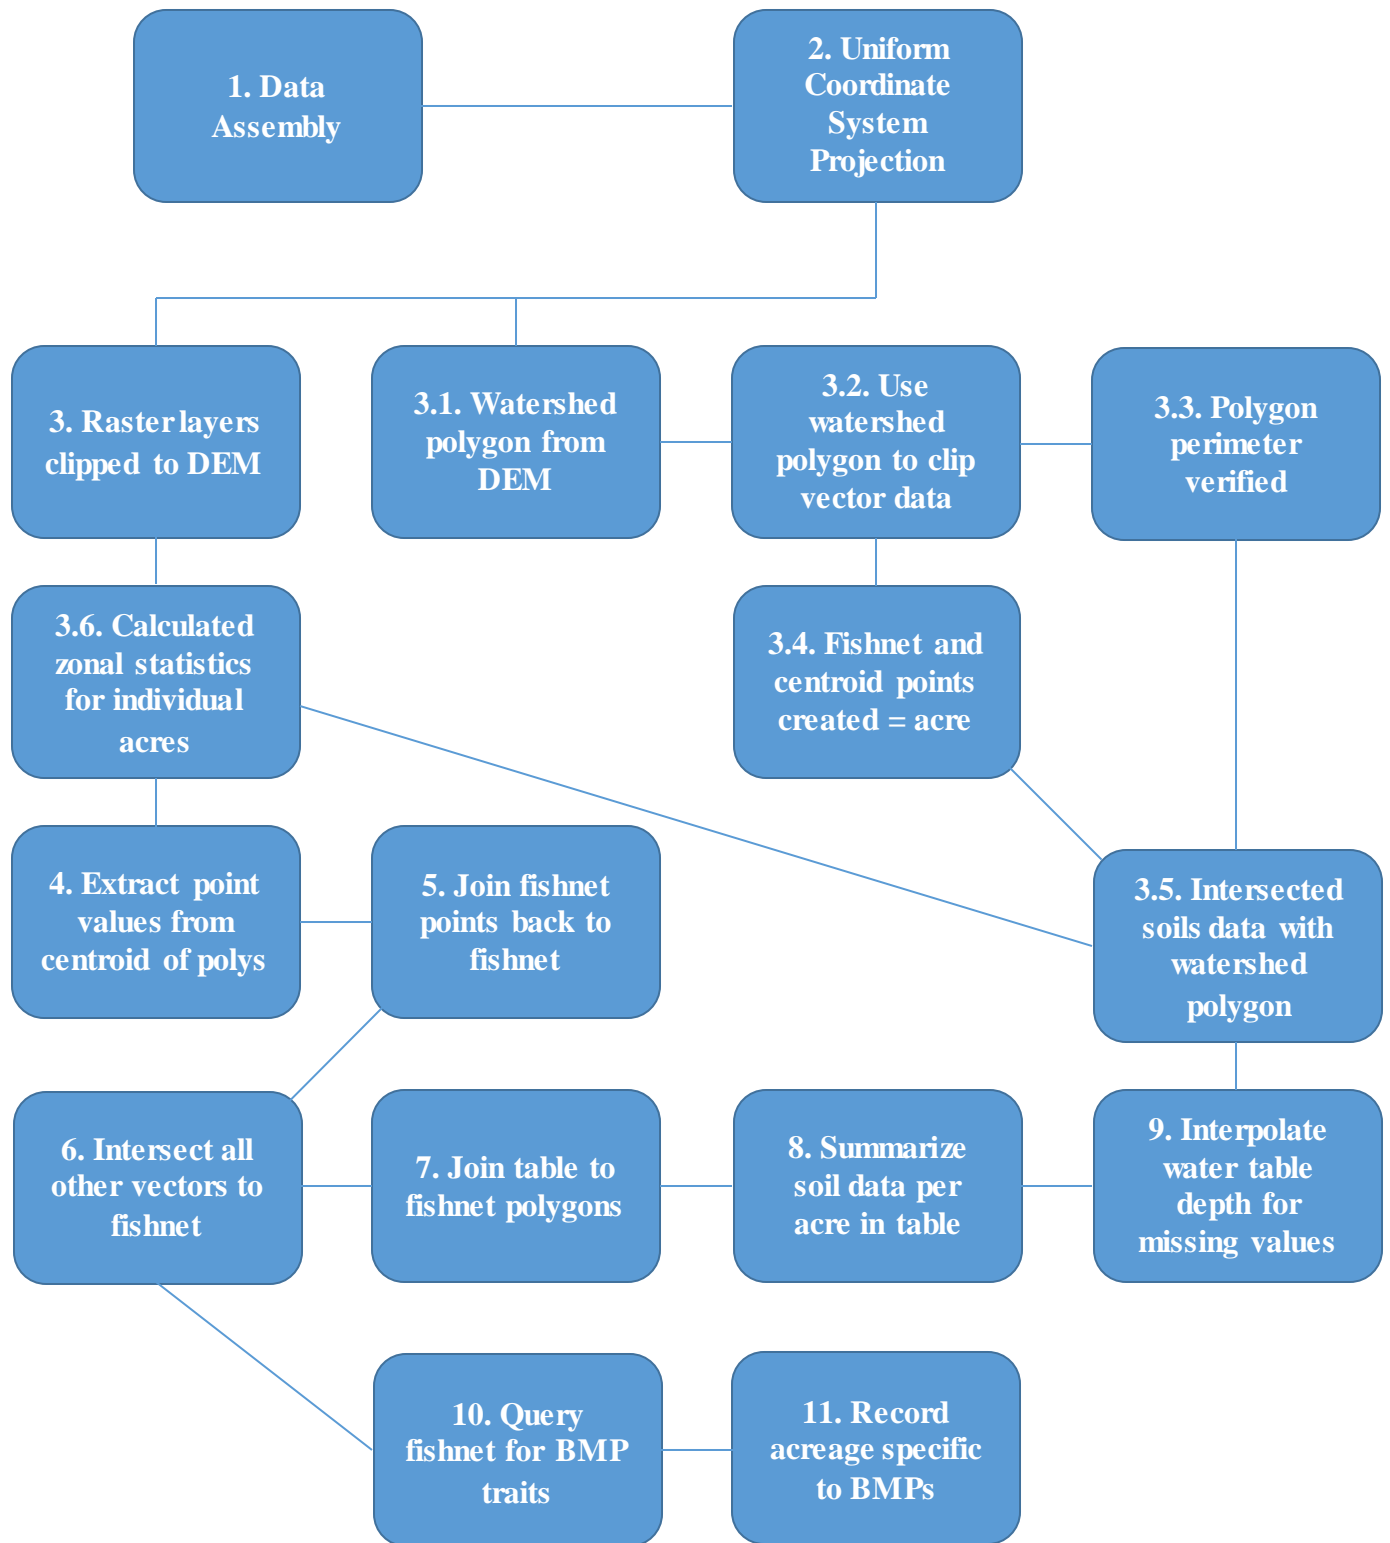 1. Data
Assembly
2. Uniform
Coordinate
System
Projection
3. Raster layers
clipped to DEM
3.1. Watershed
polygon from
DEM
3.2. Use
watershed
polygon to clip
vector data
3.3. Polygon
perimeter
verified
3.6. Calculated
zonal statistics
for individual
acres
3.4. Fishnet and
centroid points
created = acre
4. Extract point
values from
centroid of polys
5. Join fishnet
points back to
fishnet
3.5. Intersected
soils data with
watershed
polygon
6. Intersect all
other vectors to
fishnet
7. Join table to
fishnet polygons
8. Summarize
soil data per
acre in table
9. Interpolate
water table
depth for
missing values
10. Query
fishnet for BMP
traits
11. Record
acreage specific
to BMPs